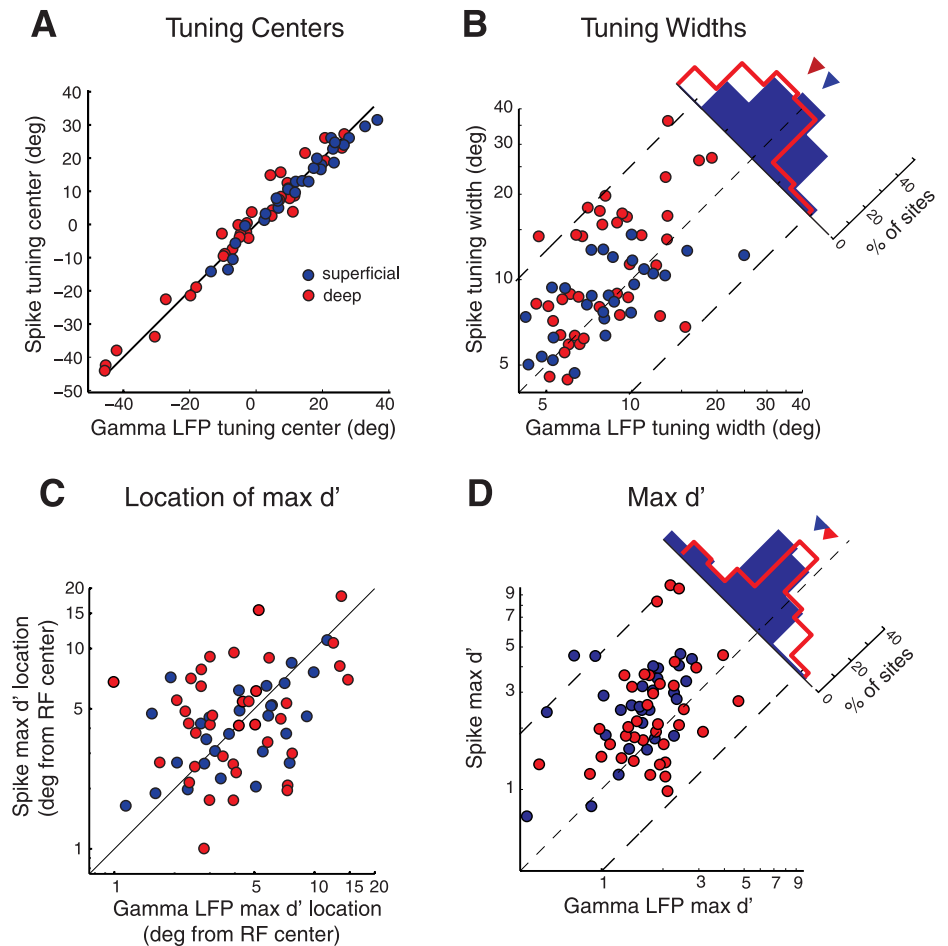 A Tuning Centers
Spike tuning center (deg)
40
30
20
10
0
−10
−20
−30
−40
−50
−40 −20 0 20 40
Gamma LFP tuning center (deg)
superficial
deep
B Tuning Widths
Spike tuning width (deg)
40
20
10
5
5 10 20 30 40
Gamma LFP tuning width (deg)
0 20 40
% of sites
C Location of max d'
Spike max d' location
(deg from RF center)
20
15
10
5
1
1 5 10 15 20
Gamma LFP max d' location
(deg from RF center)
D Max d'
Spike max d'
9
7
5
3
1
1 3 5 7 9
Gamma LFP max d'
0 20 40
% of sites